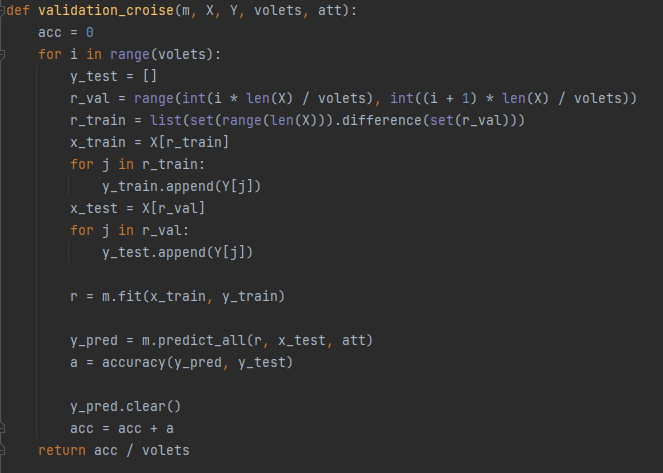 def validation_croise(m, X, Y, volets, att):
    acc = 0
    for i in range(volets):
        y_test = []
        r_val = range(int(i * len(X) / volets), int((i + 1) * len(X) / volets))
        r_train = list(set(range(len(X))).difference(set(r_val)))
        x_train = X[r_train]
        for j in r_train:
            y_train.append(Y[j])
        x_test = X[r_val]
        for j in r_val:
            y_test.append(Y[j])

        r = m.fit(x_train, y_train)

        y_pred = m.predict_all(r, x_test, att)
        a = accuracy(y_pred, y_test)

        y_pred.clear()
        acc = acc + a
    return acc / volets